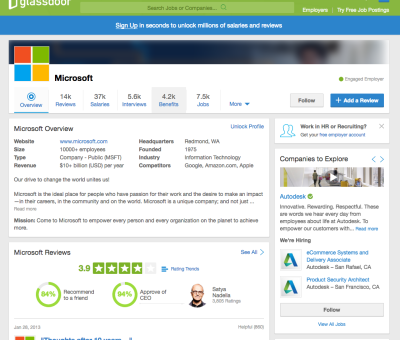 glassdoor
Search Jobs or Companies...
Employers | Try Free Job Postings
Sign Up in seconds to unlock millions of salaries and reviews
Microsoft
Engaged Employer
Overview
14k
Reviews
37k
Salaries
5.6k
Interviews
4.2k
Benefits
7.5k
Jobs
More
Follow
+ Add a Review
Microsoft Overview
Unlock Profile
Website www.microsoft.com Headquarters Redmond, WA
Size 10000+ employees Founded 1975
Type Company - Public (MSFT) Industry Information Technology
Revenue $10+ billion (USD) per year Competitors Google, Amazon.com, Apple
Our drive to change the world unites us!
Microsoft is the ideal place for people who have passion for their work and the desire to make an impact
—in their careers, in the community and on the world. Microsoft is a unique company; and not just ...
Read more
Mission: Come to Microsoft to empower every person and every organization on the planet to achieve
more.
Work in HR or Recruiting?
Get your free employer account
Companies to Explore
Autodesk
Innovative. Rewarding. Respectful. These
are words we hear every day from
employees about life at Autodesk. To
empower our customers with... Read more
We're Hiring
eCommerce Systems and
Delivery Associate
Autodesk – San Rafael, CA
Product Security Architect
Autodesk – San Francisco, CA
Follow
View All Jobs
Microsoft Reviews
See All
3.9
Rating Trends
84%
Recommend
to a friend
94%
Approve of
CEO
Satya
Nadella
Jan 28, 2013